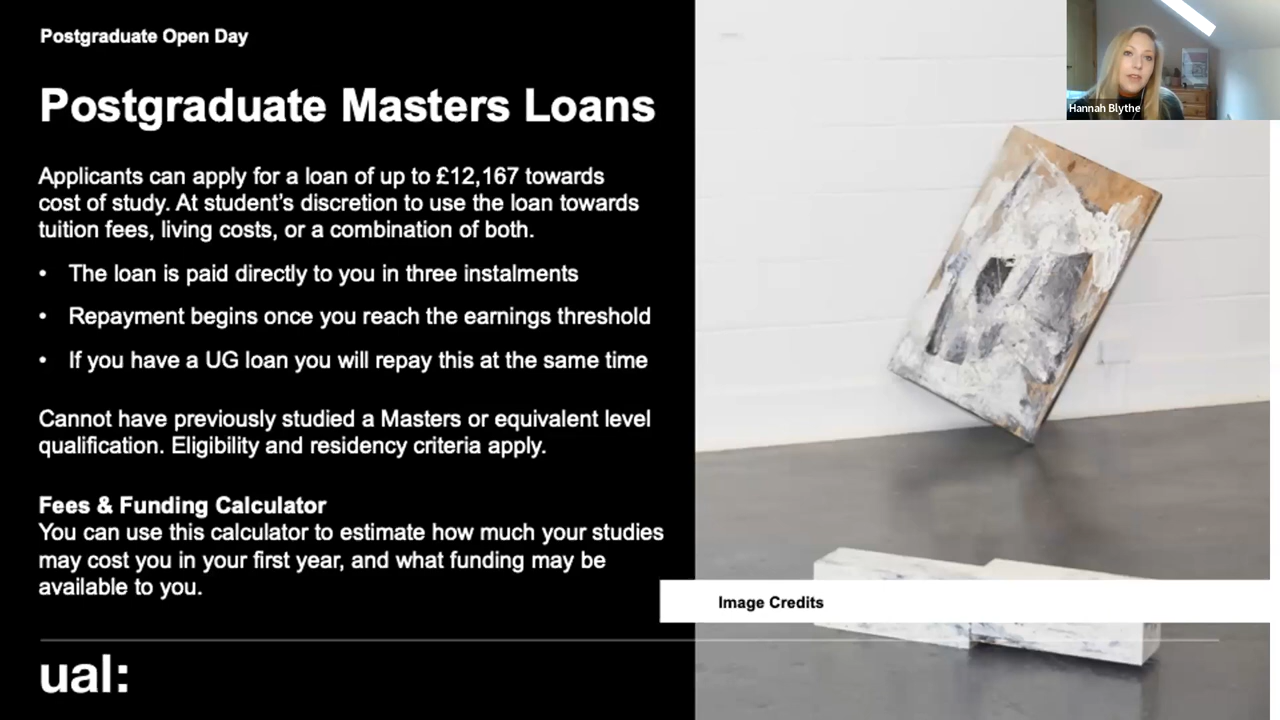 Postgraduate Open Day
Postgraduate Masters Loans
Applicants can apply for a loan of up to £12,167 towards
cost of study. At student’s discretion to use the loan towards
tuition fees, living costs, or a combination of both.
• The loan is paid directly to you in three instalments
• Repayment begins once you reach the earnings threshold
• If you have a UG loan you will repay this at the same time
Cannot have previously studied a Masters or equivalent level
qualification. Eligibility and residency criteria apply.
Fees & Funding Calculator
You can use this calculator to estimate how much your studies
may cost you in your first year, and what funding may be
available to you.
ual:
Hannah Blythe
Image Credits